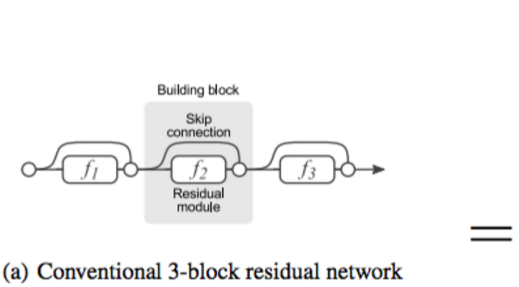 Building block
Skip
connection
f1 f2 f3
Residual
module
(a) Conventional 3-block residual network
=